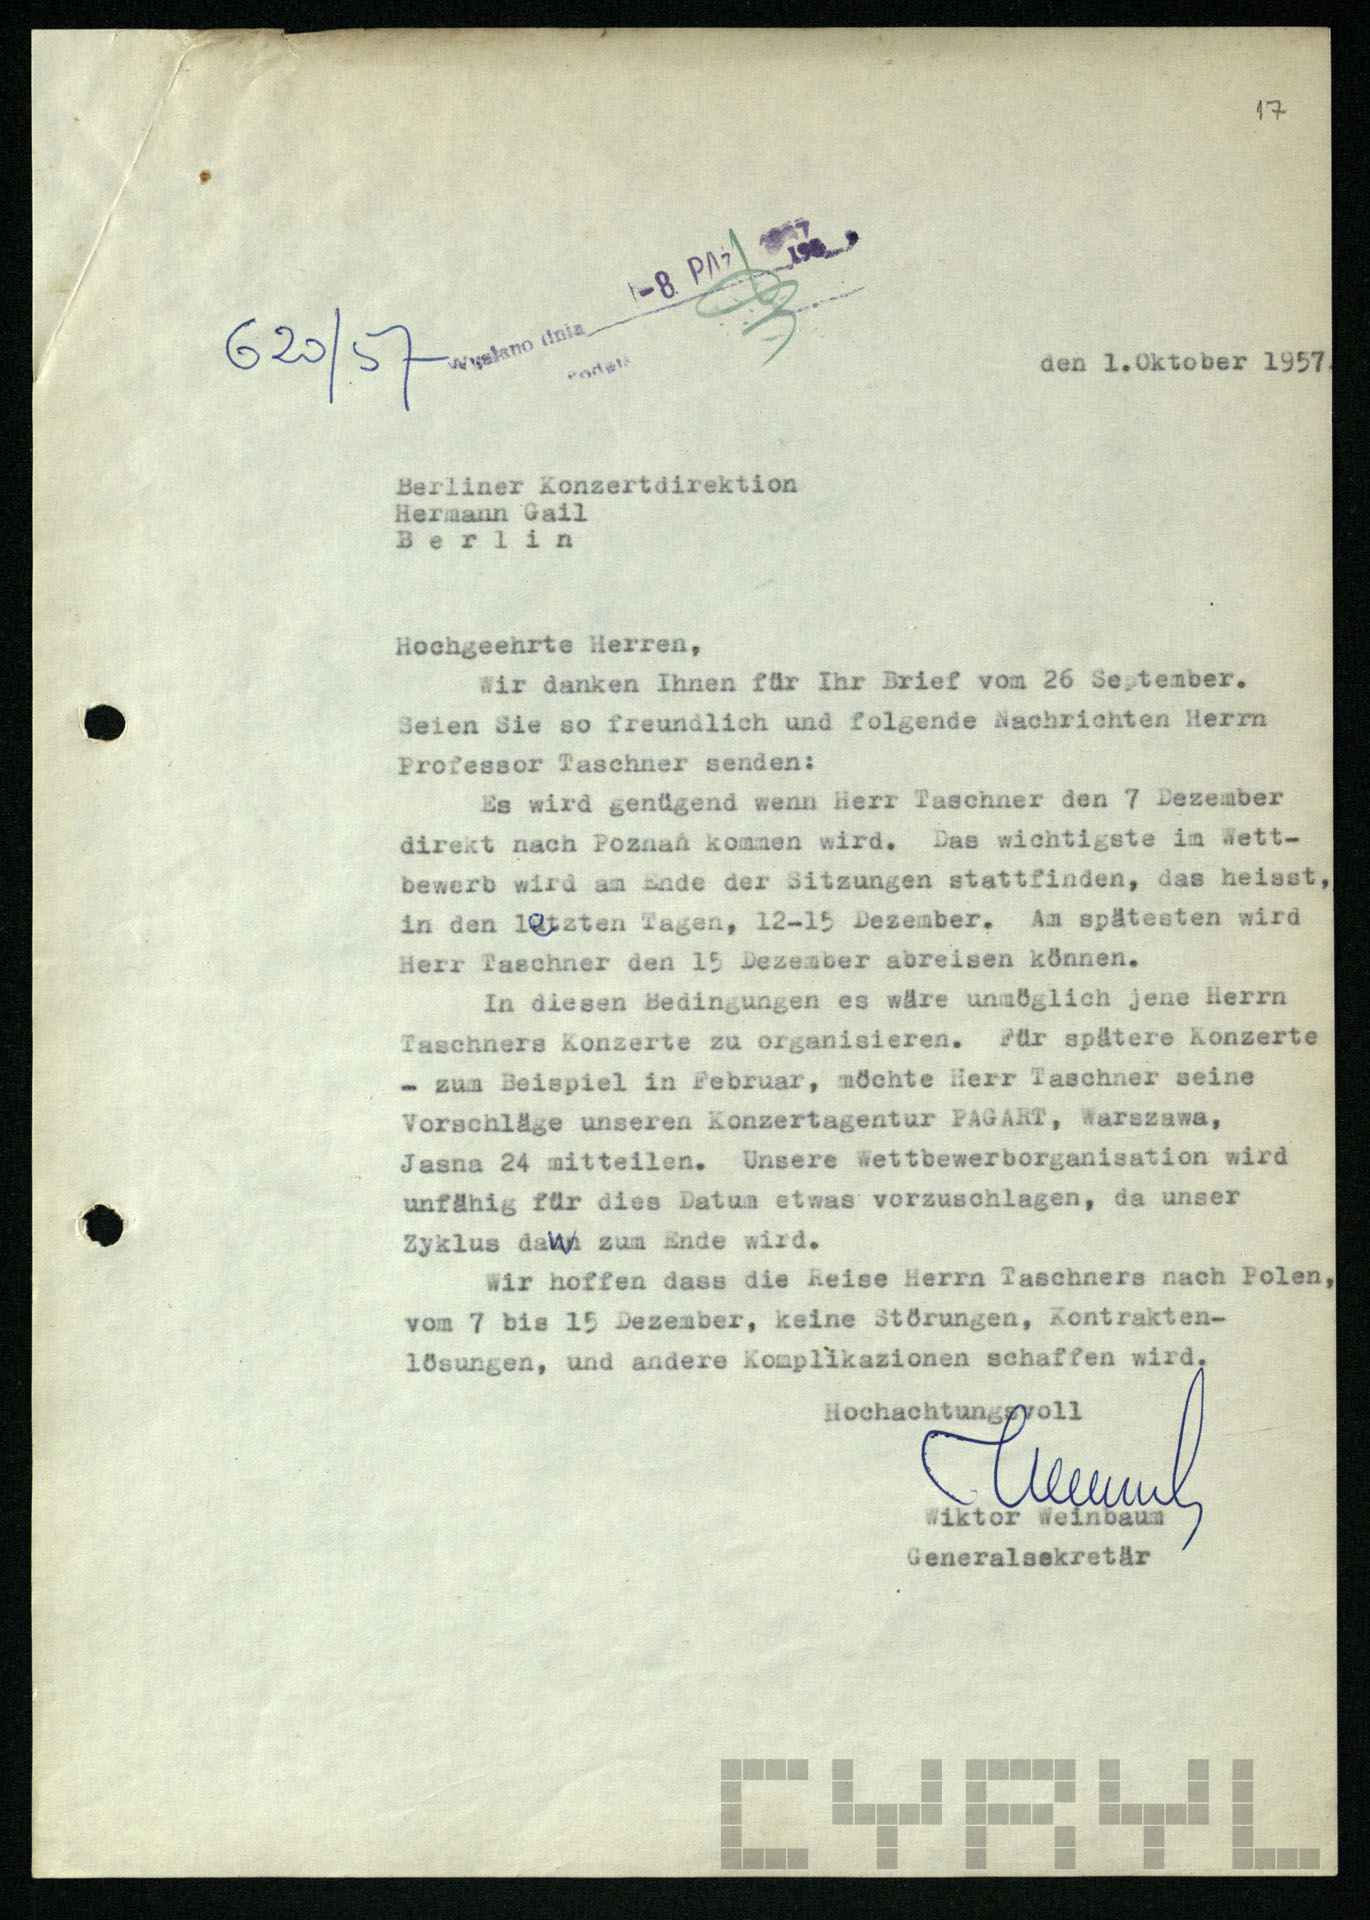 17
-8 PAŹ 1957
Wysłano dnia
620/57
den 1.Oktober 1957.
Berliner Konzertdirektion
Hermann Gail
B e r l i n
Hochgeehrte Herren,
Wir danken Ihnen für Ihr Brief vom 26 September.
Seien Sie so freundlich und folgende Nachrichten Herrn
Professor Taschner senden:
Es wird genügend wenn Herr Taschner den 7 Dezember
direkt nach Poznań kommen wird. Das wichtigste im Wett-
bewerb wird am Ende der Sitzungen stattfinden, das heisst,
in den letzten Tagen, 12-15 Dezember. Am spätesten wird
Herr Taschner den 15 Dezember abreisen können.
In diesen Bedingungen es wäre unmöglich jene Herrn
Taschners Konzerte zu organisieren. Für spätere Konzerte
- zum Beispiel in Februar, möchte Herr Taschner seine
Vorschläge unseren Konzertagentur PAGART, Warszawa,
Jasna 24 mitteilen. Unsere Wettbewerborganisation wird
unfähig für dies Datum etwas vorzuschlagen, da unser
Zyklus dann zum Ende wird.
Wir hoffen dass die Reise Herrn Taschners nach Polen,
vom 7 bis 15 Dezember, keine Störungen, Kontrakten-
lösungen, und andere Komplikazionen schaffen wird.
Hochachtungsvoll
Wiktor Weinbaum
Generalsekretär
CYRYL